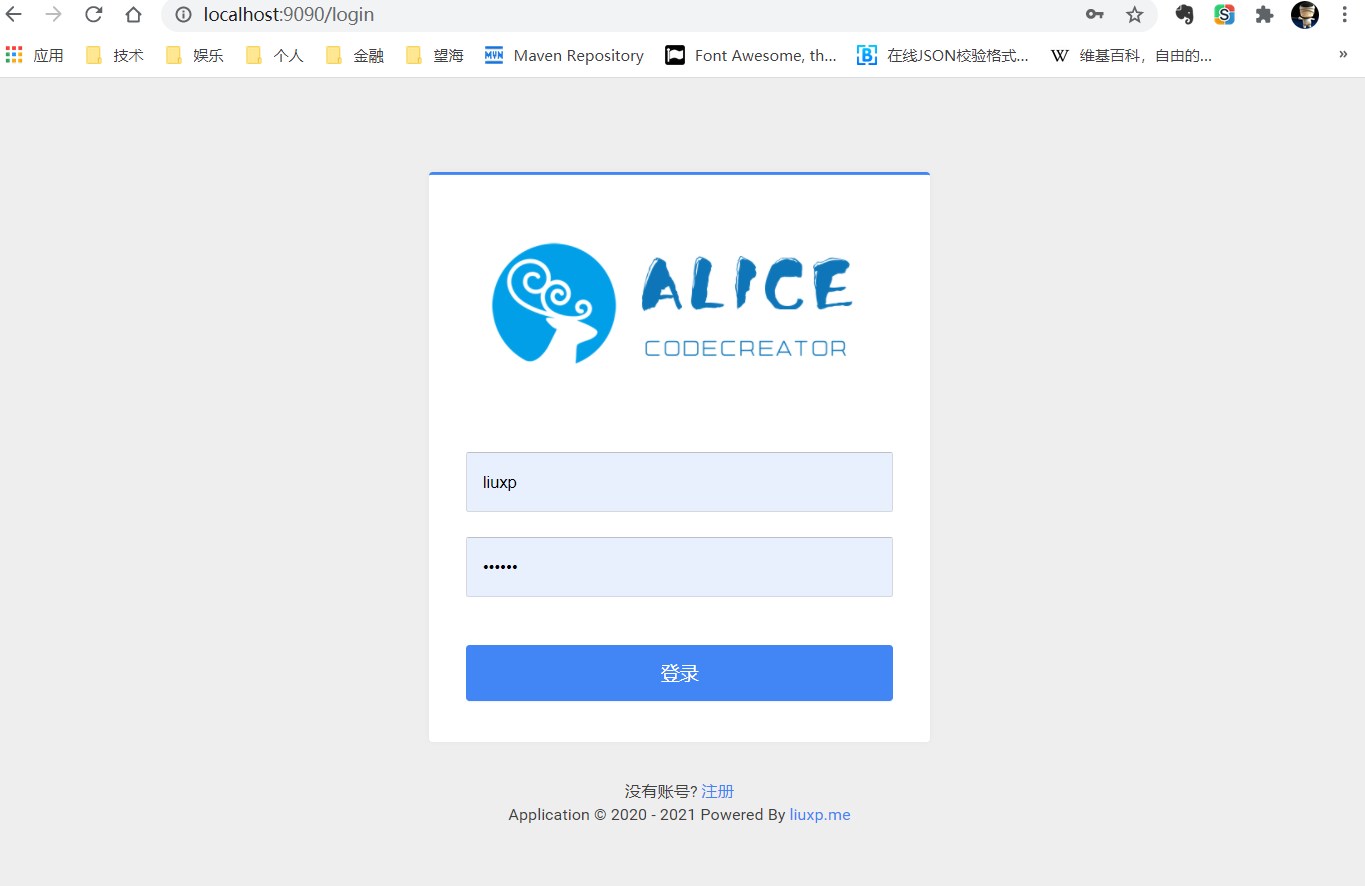 localhost:9090/login
应用 技术 娱乐 个人 金融 望海 MVN Maven Repository Font Awesome, th... 在线JSON校验格式... W 维基百科，自由的... »
ALICE
CODECREATOR
liuxp
••••••
登录
没有账号? 注册
Application © 2020 - 2021 Powered By liuxp.me